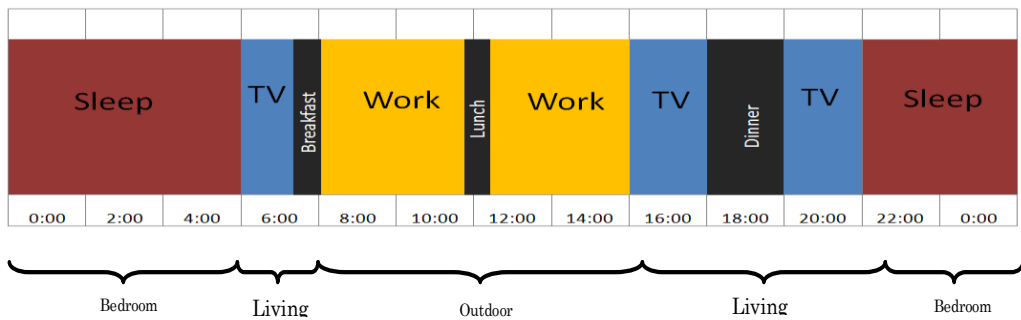 Sleep TV Breakfast Work Lunch Work TV Dinner TV Sleep
0:00 2:00 4:00 6:00 8:00 10:00 12:00 14:00 16:00 18:00 20:00 22:00 0:00
Bedroom Living Outdoor Living Bedroom